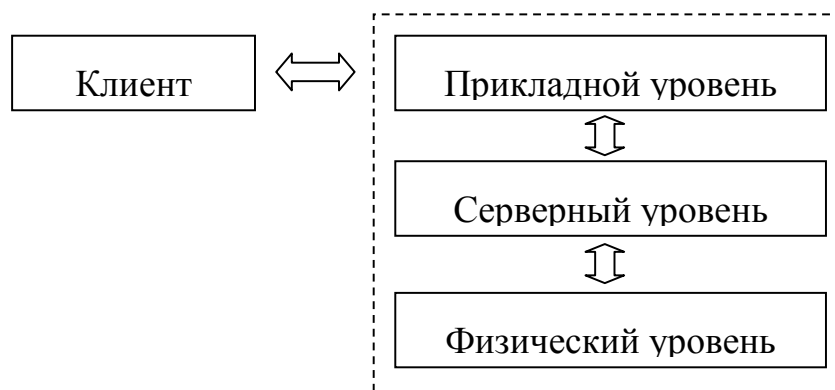 Клиент
Прикладной уровень
Серверный уровень
Физический уровень